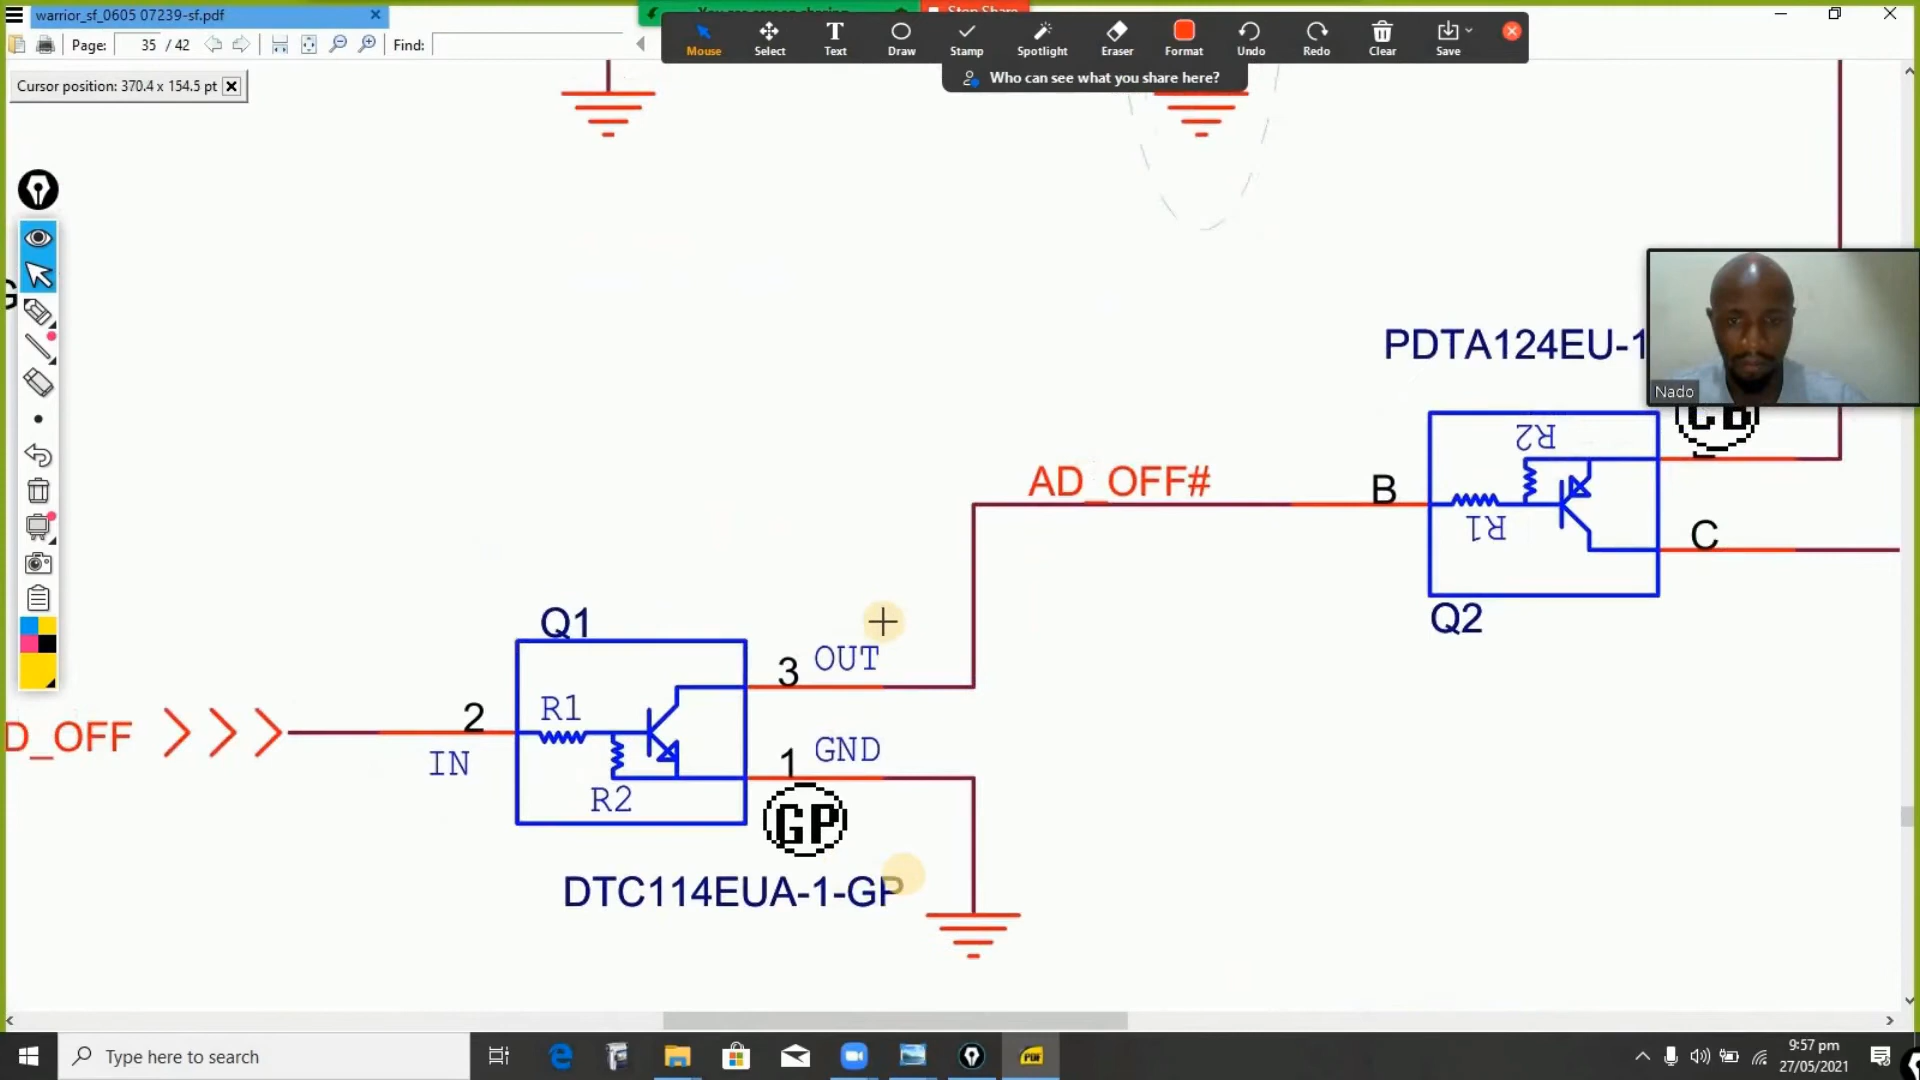 warrior_sf_0605 07239-sf.pdf
Page: 35 / 42
Find:
Mouse
Select
Text
Draw
Stamp
Spotlight
Eraser
Format
Undo
Redo
Clear
Save
Who can see what you share here?
Cursor position: 370.4 x 154.5 pt
PDTA124EU-1
Nado
CB
R2
AD_OFF#
B
R1
C
Q1
Q2
3 OUT
R1
2
D_OFF
IN
1 GND
R2
GP
DTC114EUA-1-GP
Type here to search
PDF
9:57 pm
27/05/2021